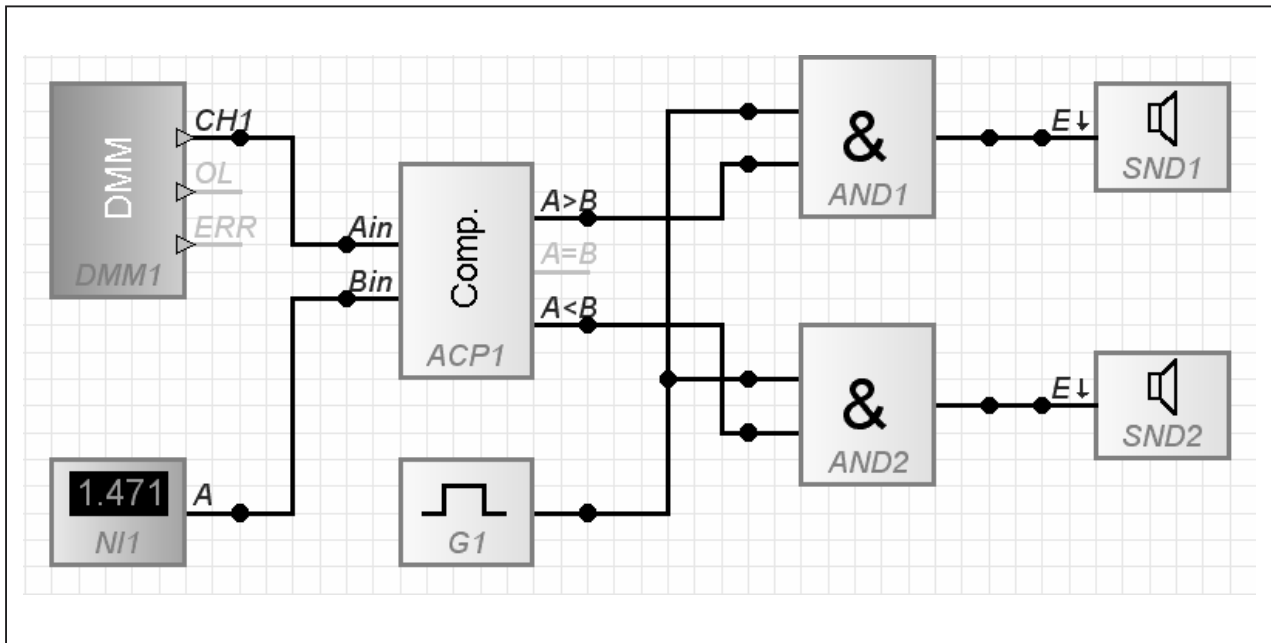 CH1
OL
ERR
DMM
DMM1
Ain
Bin
Comp.
ACP1
A>B
A=B
A<B
&
AND1
E↓
SND1
&
AND2
E↓
SND2
1.471
A
NI1
G1